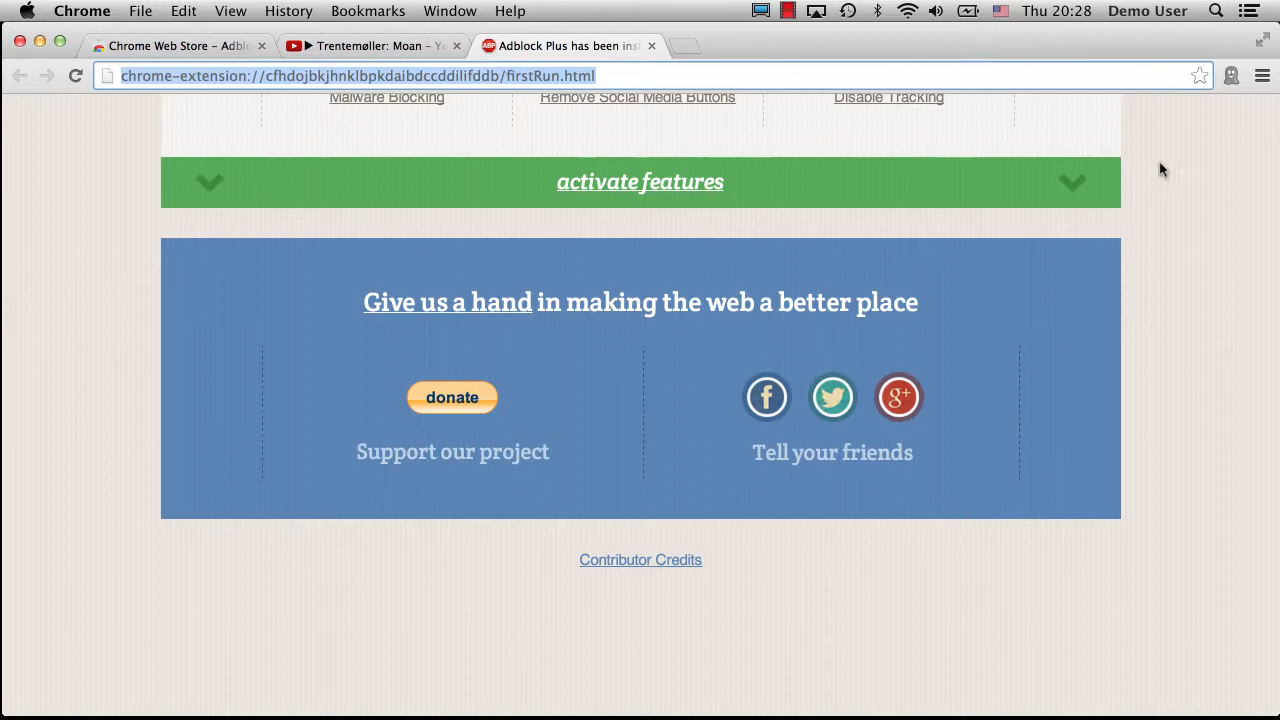 Chrome File Edit View History Bookmarks Window Help Thu 20:28 Demo User
Chrome Web Store - Adbl Trentemøller: Moan - Y ABP Adblock Plus has been ins
chrome-extension://cfhdojbkjhnklbpkdaibdccddilifddb/firstRun.html
Malware Blocking Remove Social Media Buttons Disable Tracking
activate features
Give us a hand in making the web a better place
donate
Support our project Tell your friends
Contributor Credits